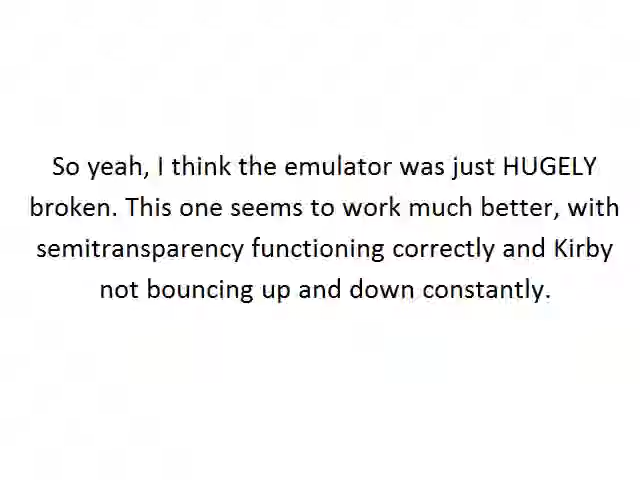 So yeah, I think the emulator was just HUGELY
broken. This one seems to work much better, with
semitransparency functioning correctly and Kirby
not bouncing up and down constantly.